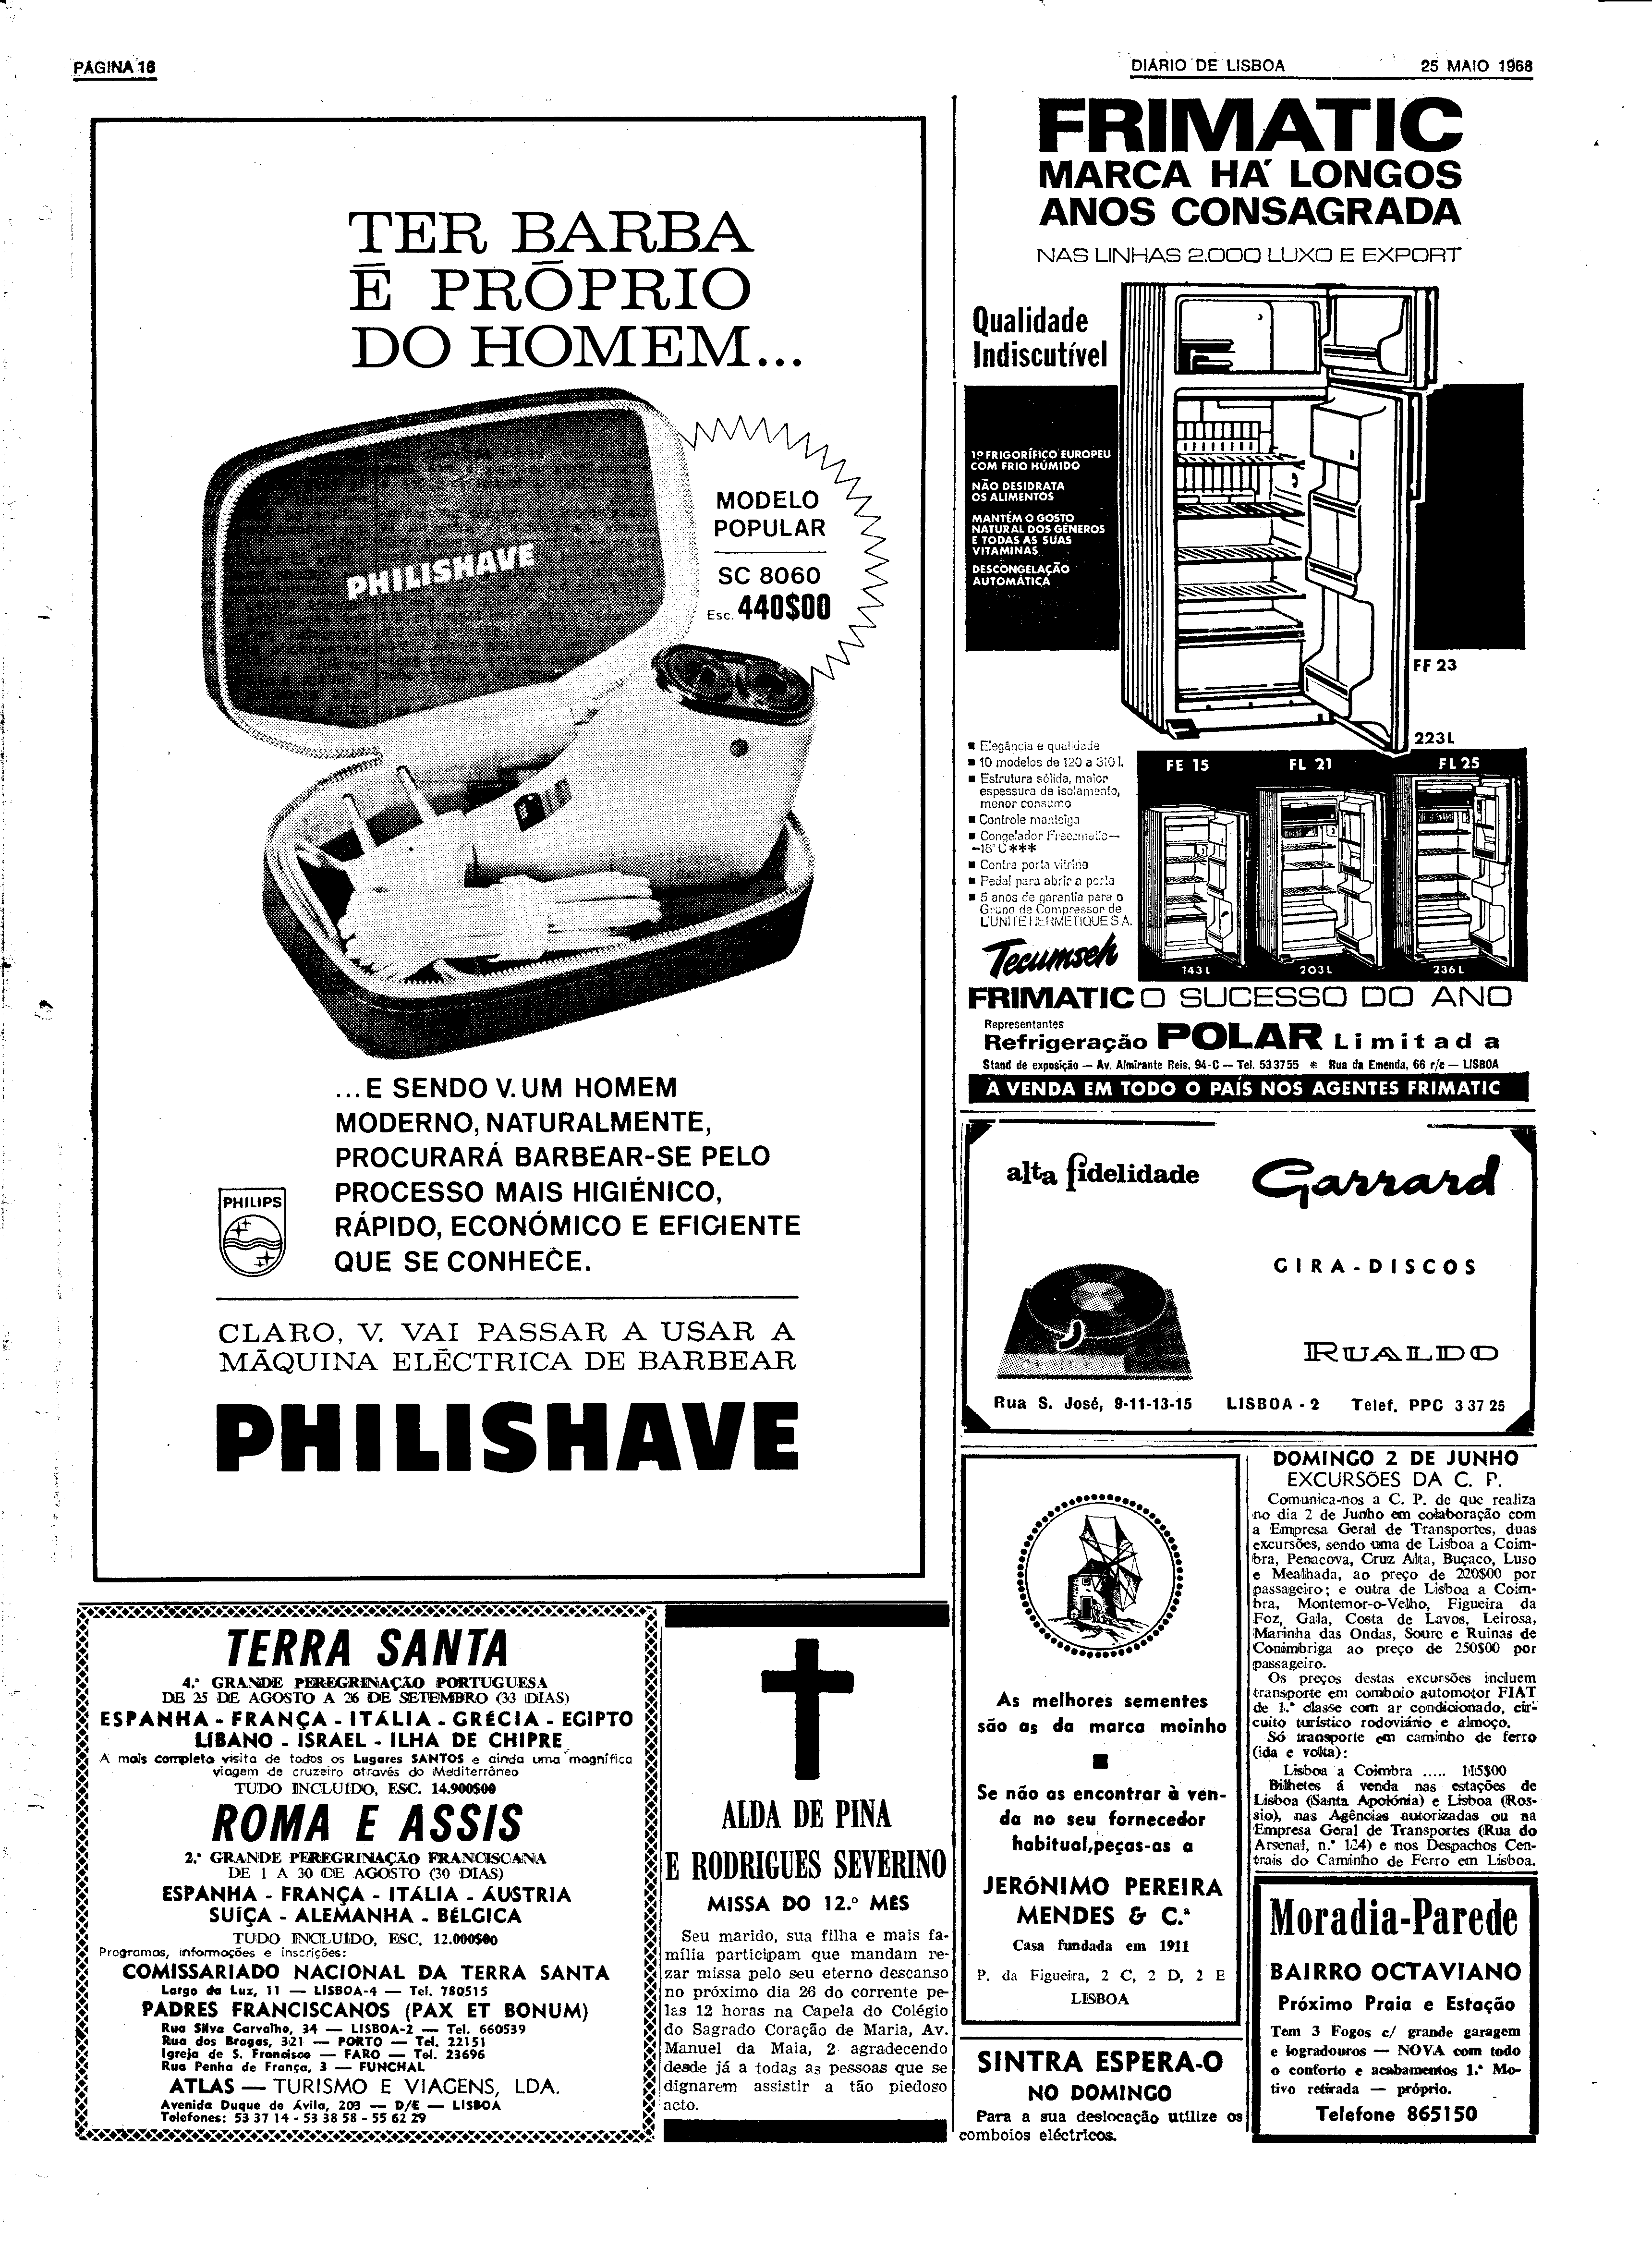 PÁGINA 16
DIÁRIO DE LISBOA
25 MAIO 1968
TER BARBA
É PRÓPRIO
DO HOMEM...
PHILISHAVE
MODELO
POPULAR
SC 8060
Esc. 440$00
...E SENDO V. UM HOMEM
MODERNO, NATURALMENTE,
PROCURARÁ BARBEAR-SE PELO
PROCESSO MAIS HIGIÉNICO,
RÁPIDO, ECONÓMICO E EFICIENTE
QUE SE CONHECE.
PHILIPS
CLARO, V. VAI PASSAR A USAR A
MÁQUINA ELÉCTRICA DE BARBEAR
PHILISHAVE
TERRA SANTA
4.ª GRANDE PEREGRINAÇÃO PORTUGUESA
DE 25 DE AGOSTO A 26 DE SETEMBRO (33 DIAS)
ESPANHA - FRANÇA - ITÁLIA - GRÉCIA - EGIPTO
LÍBANO - ISRAEL - ILHA DE CHIPRE
A mais completa visita de todos os Lugares SANTOS e ainda uma magnífica
viagem de cruzeiro através do Mediterrâneo
TUDO INCLUÍDO, ESC. 14.900$00
ROMA E ASSIS
2.ª GRANDE PEREGRINAÇÃO FRANCISCANA
DE 1 A 30 DE AGOSTO (30 DIAS)
ESPANHA - FRANÇA - ITÁLIA - ÁUSTRIA
SUÍÇA - ALEMANHA - BÉLGICA
TUDO INCLUÍDO, ESC. 12.000$00
Programas, informações e inscrições:
COMISSARIADO NACIONAL DA TERRA SANTA
Largo da Luz, 11 — LISBOA-4 — Tel. 780515
PADRES FRANCISCANOS (PAX ET BONUM)
Rua Silva Carvalho, 34 — LISBOA-2 — Tel. 660539
Rua dos Bragas, 321 — PORTO — Tel. 22151
Igreja de S. Francisco — FARO — Tel. 23696
Rua Penha de França, 3 — FUNCHAL
ATLAS — TURISMO E VIAGENS, LDA.
Avenida Duque de Ávila, 203 — D/E — LISBOA
Telefones: 53 37 14 - 53 38 58 - 55 62 29
ALDA DE PINA
E RODRIGUES SEVERINO
MISSA DO 12.º MÊS
Seu marido, sua filha e mais fa-
mília participam que mandam re-
zar missa pelo seu eterno descanso
no próximo dia 26 do corrente pe-
las 12 horas na Capela do Colégio
do Sagrado Coração de Maria, Av.
Manuel da Maia, 2 agradecendo
desde já a todas as pessoas que se
dignarem assistir a tão piedoso
acto.
FRIMATIC
MARCA HÁ LONGOS
ANOS CONSAGRADA
NAS LINHAS 2.000 LUXO E EXPORT
Qualidade
Indiscutível
1º FRIGORÍFICO EUROPEU
COM FRIO HÚMIDO
NÃO DESIDRATA
OS ALIMENTOS
MANTÉM O GOSTO
NATURAL DOS GÉNEROS
E TODAS AS SUAS
VITAMINAS
DESCONGELAÇÃO
AUTOMÁTICA
FF 23
223L
■ Elegância e qualidade
■ 10 modelos de 120 a 310 l.
■ Estrutura sólida, maior
espessura de isolamento,
menor consumo
■ Controle manteiga
■ Congelador Freezmatic—
—18º C ***
■ Contra porta vitrine
■ Pedal para abrir a porta
■ 5 anos de garantia para o
Grupo de Compressor de
L'UNITE HERMETIQUE S.A.
Tecumseh
FE 15
FL 21
FL 25
143 L
203 L
236 L
FRIMATIC O SUCESSO DO ANO
Representantes
Refrigeração POLAR Limitada
Stand de exposição — Av. Almirante Reis, 94-C — Tel. 533755 * Rua da Emenda, 66 r/c — LISBOA
À VENDA EM TODO O PAÍS NOS AGENTES FRIMATIC
alta fidelidade
Garrard
GIRA-DISCOS
RUALDO
Rua S. José, 9-11-13-15 LISBOA - 2 Telef. PPC 3 37 25
As melhores sementes
são as da marca moinho
■
Se não as encontrar à ven-
da no seu fornecedor
habitual, peças-as a
JERÓNIMO PEREIRA
MENDES & C.ª
Casa fundada em 1911
P. da Figueira, 2 C, 2 D, 2 E
LISBOA
SINTRA ESPERA-O
NO DOMINGO
Para a sua deslocação utilize os
comboios eléctricos.
DOMINGO 2 DE JUNHO
EXCURSÕES DA C. P.
Comunica-nos a C. P. de que realiza
no dia 2 de Junho em colaboração com
a Empresa Geral de Transportes, duas
excursões, sendo uma de Lisboa a Coim-
bra, Penacova, Cruz Alta, Buçaco, Luso
e Mealhada, ao preço de 220$00 por
passageiro; e outra de Lisboa a Coim-
bra, Montemor-o-Velho, Figueira da
Foz, Gala, Costa de Lavos, Leirosa,
Marinha das Ondas, Soure e Ruinas de
Conimbriga ao preço de 250$00 por
passageiro.
Os preços destas excursões incluem
transporte em comboio automotor FIAT
de 1.ª classe com ar condicionado, cir-
cuito turístico rodoviário e almoço.
Só transporte em caminho de ferro
(ida e volta):
Lisboa a Coimbra ..... 115$00
Bilhetes á venda nas estações de
Lisboa (Santa Apolónia) e Lisboa (Ros-
sio), nas Agências autorizadas ou na
Empresa Geral de Transportes (Rua do
Arsenal, n.º 124) e nos Despachos Cen-
trais do Caminho de Ferro em Lisboa.
Moradia-Parede
BAIRRO OCTAVIANO
Próximo Praia e Estação
Tem 3 Fogos c/ grande garagem
e logradouros — NOVA com todo
o conforto e acabamentos 1.ª Mo-
tivo retirada — próprio.
Telefone 865150